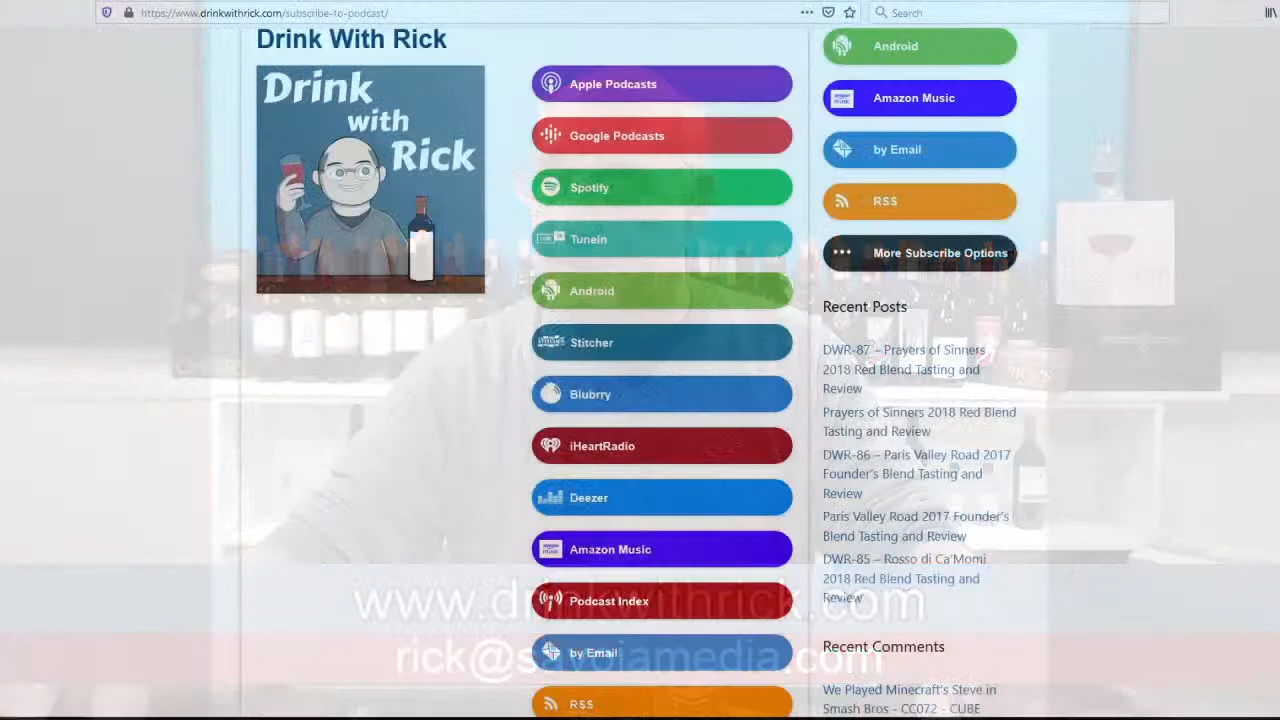 https://www.drinkwithrick.com/subscribe-to-podcast/
Search
Drink With Rick
Drink
with
Rick
Apple Podcasts
Google Podcasts
Spotify
TuneIn
Android
Stitcher
Blubrry
iHeartRadio
Deezer
Amazon Music
Podcast Index
by Email
RSS
Android
Amazon Music
by Email
RSS
More Subscribe Options
Recent Posts
DWR-87 – Prayers of Sinners
2018 Red Blend Tasting and
Review
Prayers of Sinners 2018 Red Blend
Tasting and Review
DWR-86 – Paris Valley Road 2017
Founder's Blend Tasting and
Review
Paris Valley Road 2017 Founder's
Blend Tasting and Review
DWR-85 – Rosso di Ca'Momi
2018 Red Blend Tasting and
Review
Recent Comments
We Played Minecraft's Steve in
Smash Bros - CC072 - CUBE
www.drinkwithrick.com
rick@savoiamedia.com